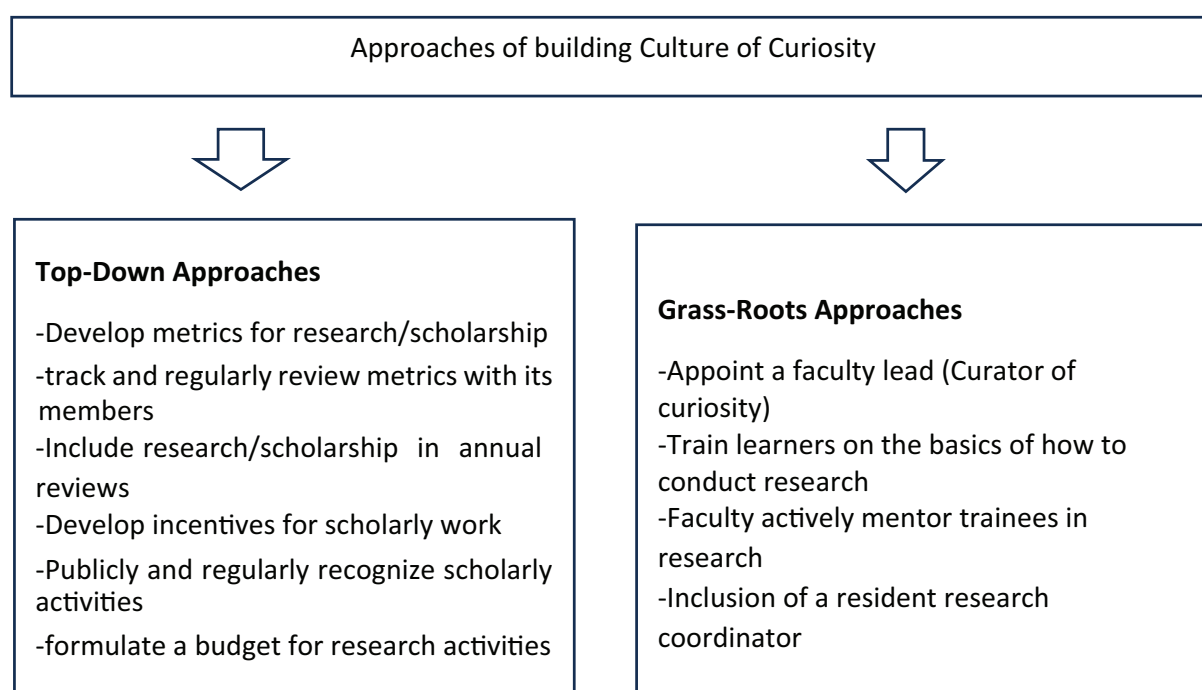 Approaches of building Culture of Curiosity
Top-Down Approaches
-Develop metrics for research/scholarship
-track and regularly review metrics with its
members
-Include research/scholarship in annual
reviews
-Develop incentives for scholarly work
-Publicly and regularly recognize scholarly
activities
-formulate a budget for research activities
Grass-Roots Approaches
-Appoint a faculty lead (Curator of
curiosity)
-Train learners on the basics of how to
conduct research
-Faculty actively mentor trainees in
research
-Inclusion of a resident research
coordinator